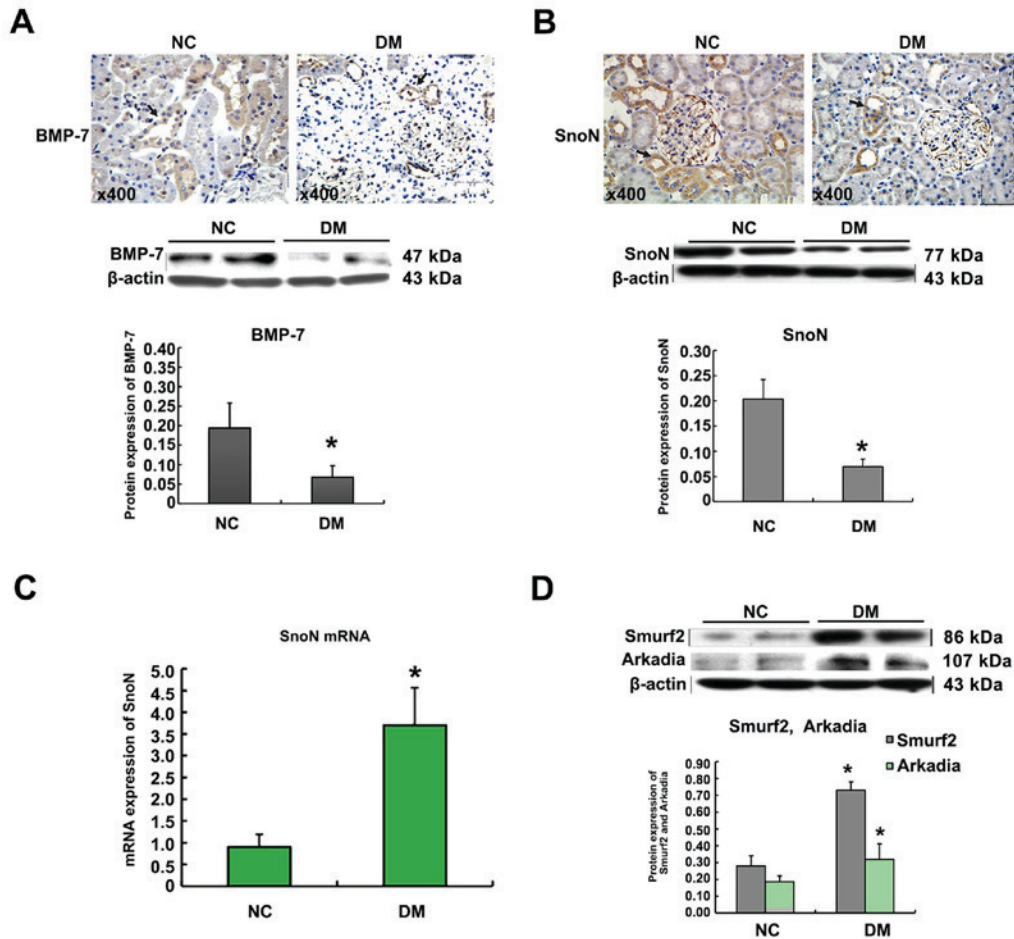 A
NC
DM
BMP-7
x400
x400
NC
DM
BMP-7
47 kDa
β-actin
43 kDa
BMP-7
Protein expression of BMP-7
0.40
0.35
0.30
0.25
0.20
0.15
0.10
0.05
0
*
NC
DM
B
NC
DM
SnoN
x400
x400
NC
DM
SnoN
77 kDa
β-actin
43 kDa
SnoN
Protein expression of SnoN
0.30
0.25
0.20
0.15
0.10
0.05
0
*
NC
DM
C
SnoN mRNA
mRNA expression of SnoN
5.0
4.5
4.0
3.5
3.0
2.5
2.0
1.5
1.0
0.5
0
*
NC
DM
D
NC
DM
Smurf2
86 kDa
Arkadia
107 kDa
β-actin
43 kDa
Smurf2, Arkadia
Smurf2
Arkadia
Protein expression of
Smurf2 and Arkadia
0.90
0.80
0.70
0.60
0.50
0.40
0.30
0.20
0.10
0.00
*
*
NC
DM